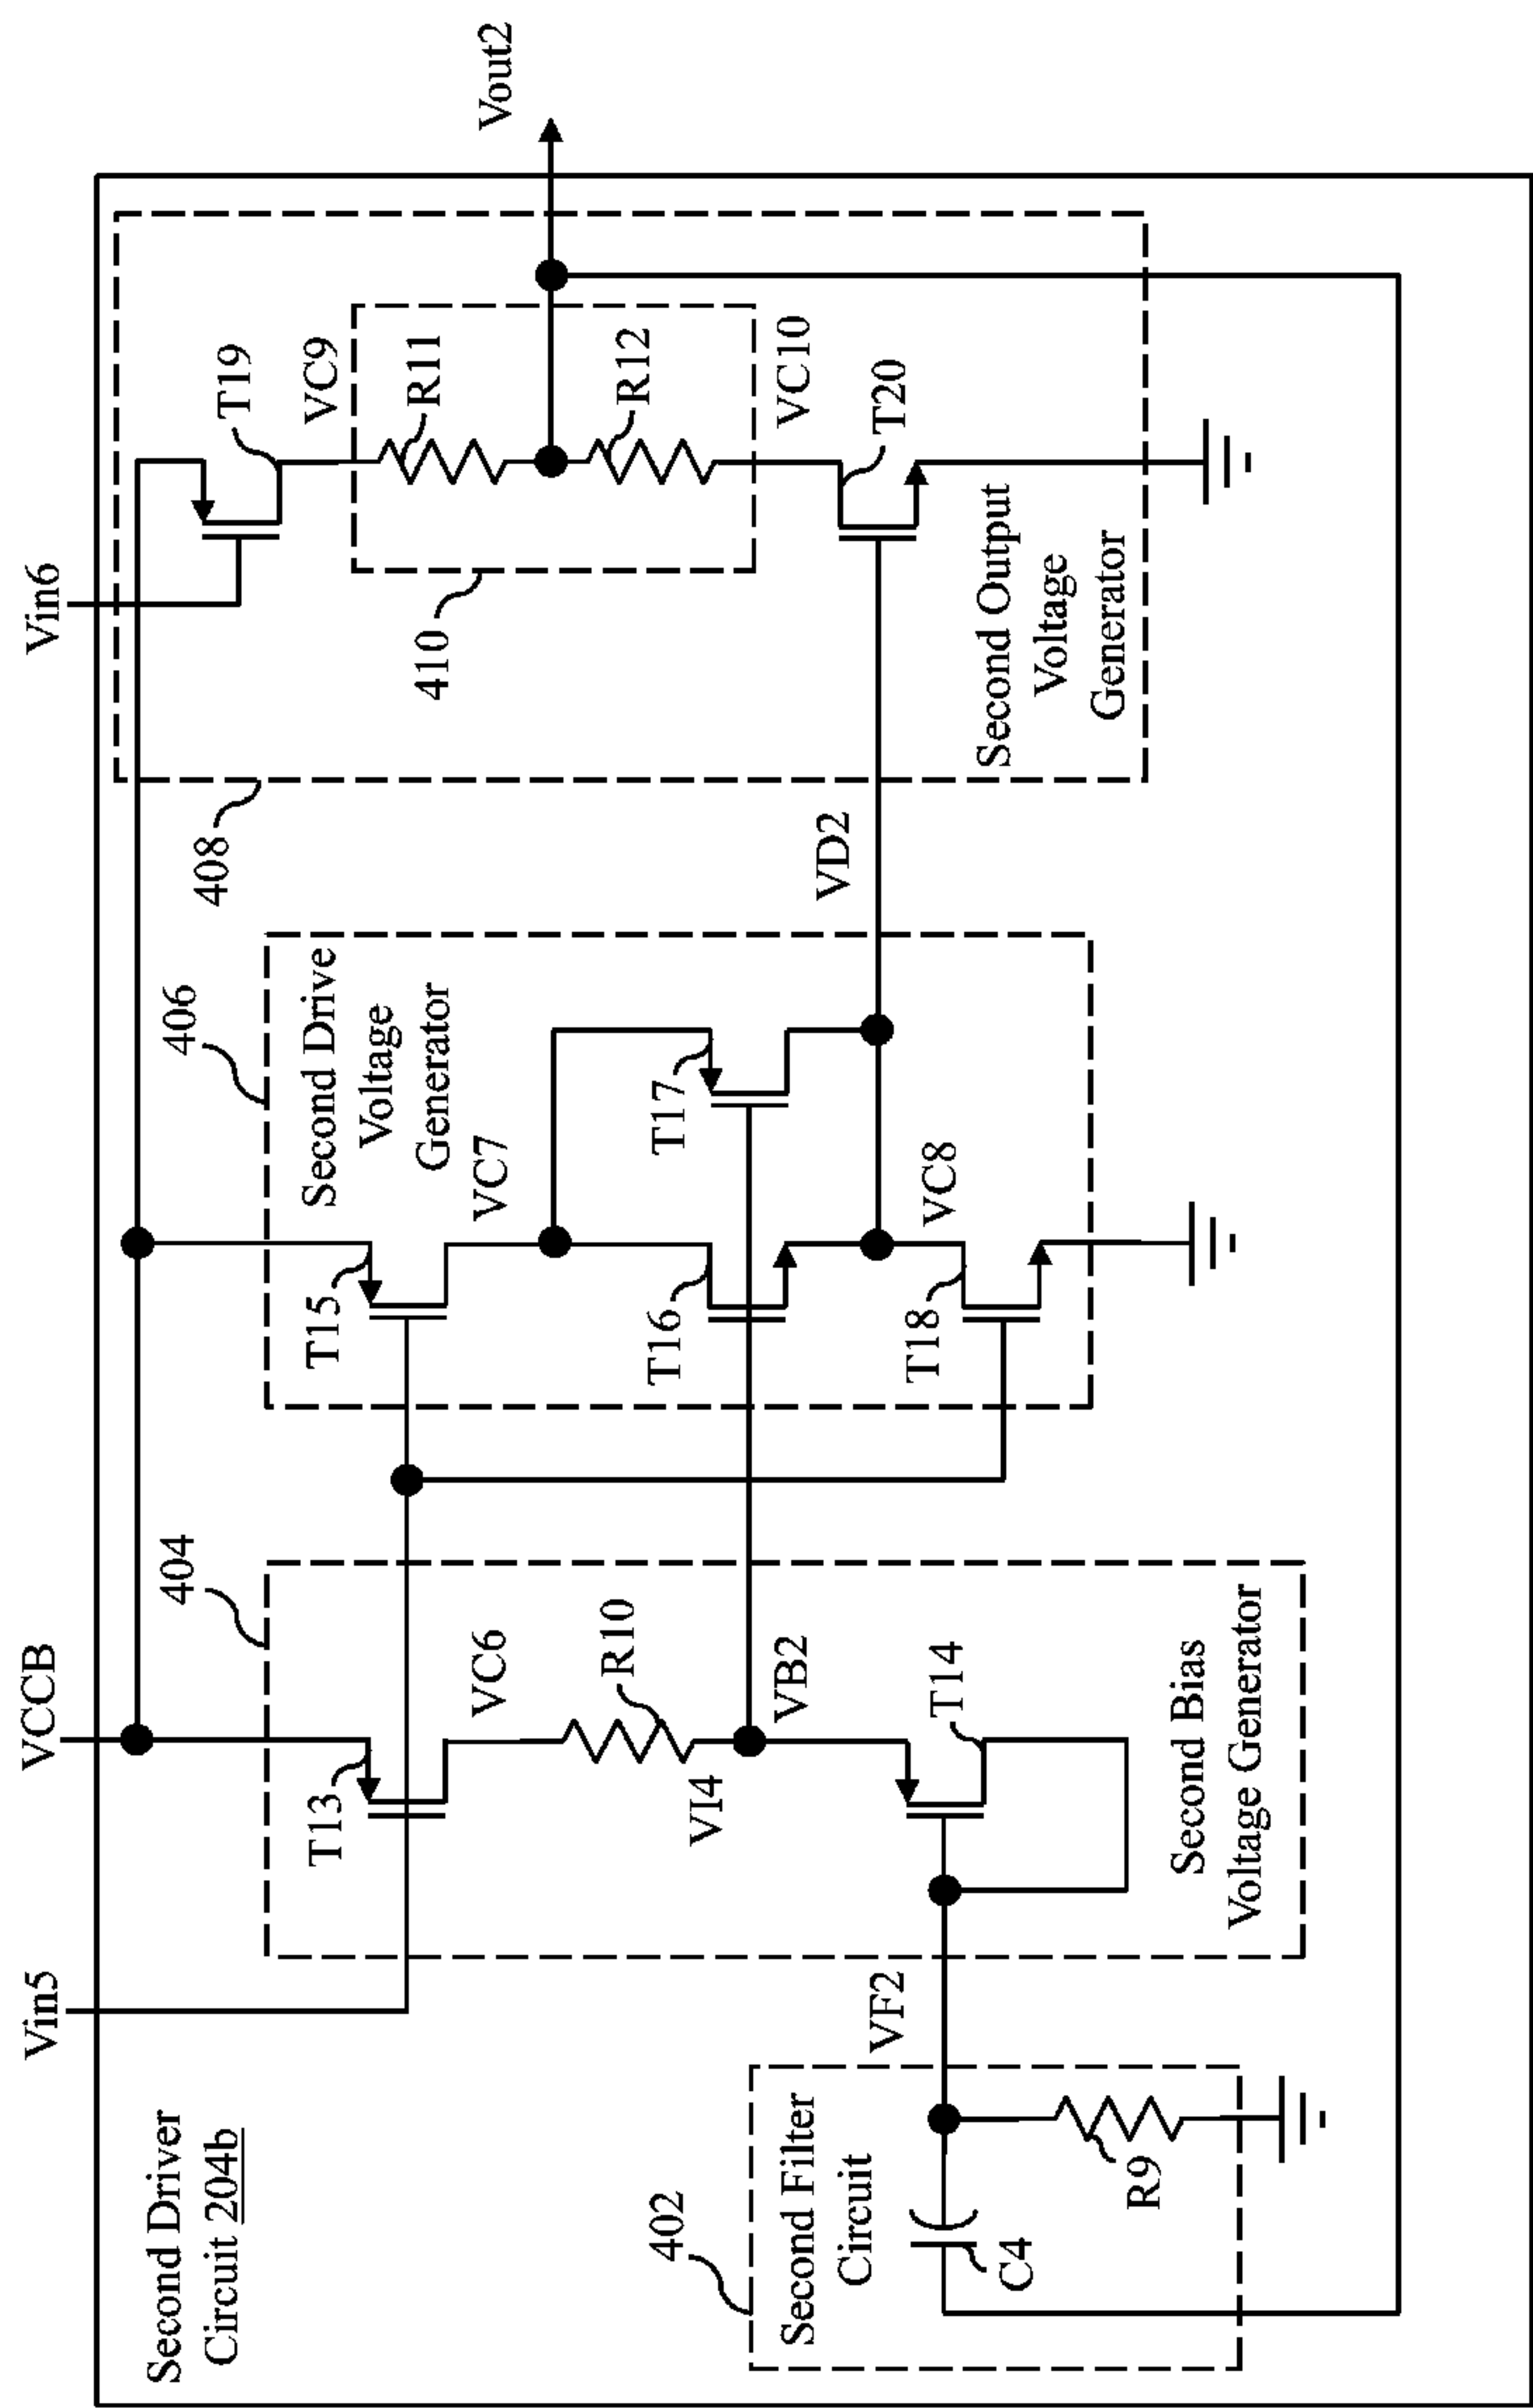 Second Driver
Circuit 204b
Vin5
VCCB
Vin6
404
406
408
T13
VC6
R10
VI4
VB2
T14
Second Bias
Voltage Generator
402
Second Filter
Circuit
C4
R9
VF2
Second Drive
Voltage
Generator
T15
VC7
T16
T17
T18
VC8
VD2
T19
VC9
R11
R12
410
VC10
T20
Second Output
Voltage
Generator
Vout2